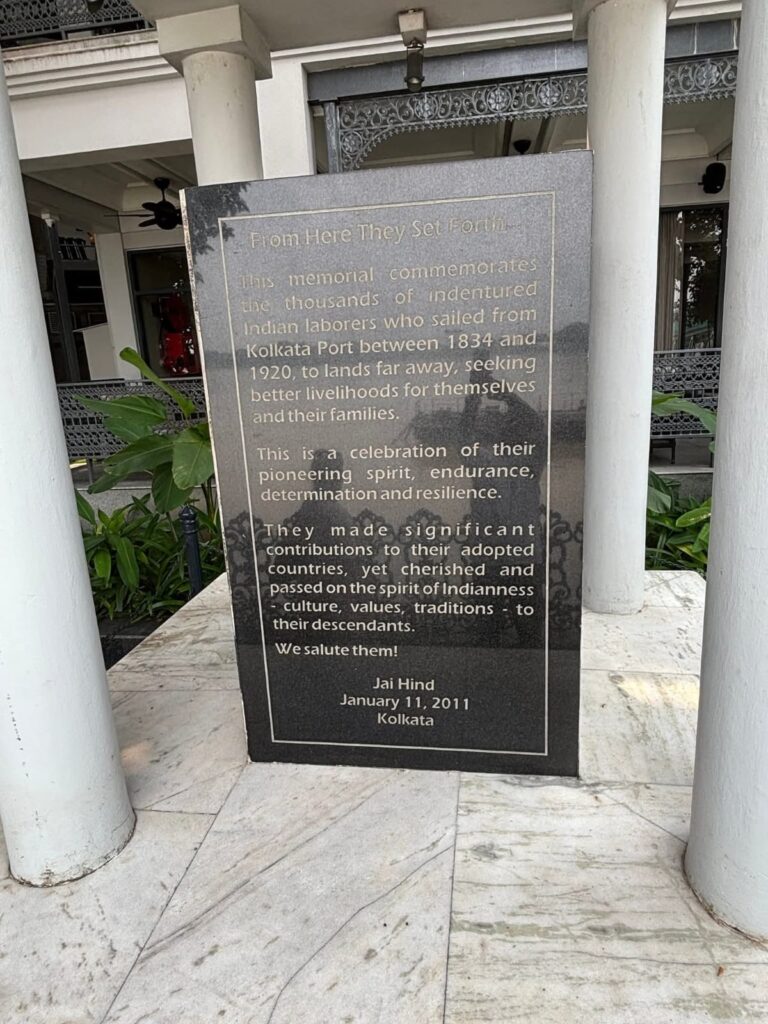 From Here They Set Forth
This memorial commemorates
the thousands of indentured
Indian laborers who sailed from
Kolkata Port between 1834 and
1920, to lands far away, seeking
better livelihoods for themselves
and their families.
This is a celebration of their
pioneering spirit, endurance,
determination and resilience.
They made significant
contributions to their adopted
countries, yet cherished and
passed on the spirit of Indianness
- culture, values, traditions - to
their descendants.
We salute them!
Jai Hind
January 11, 2011
Kolkata